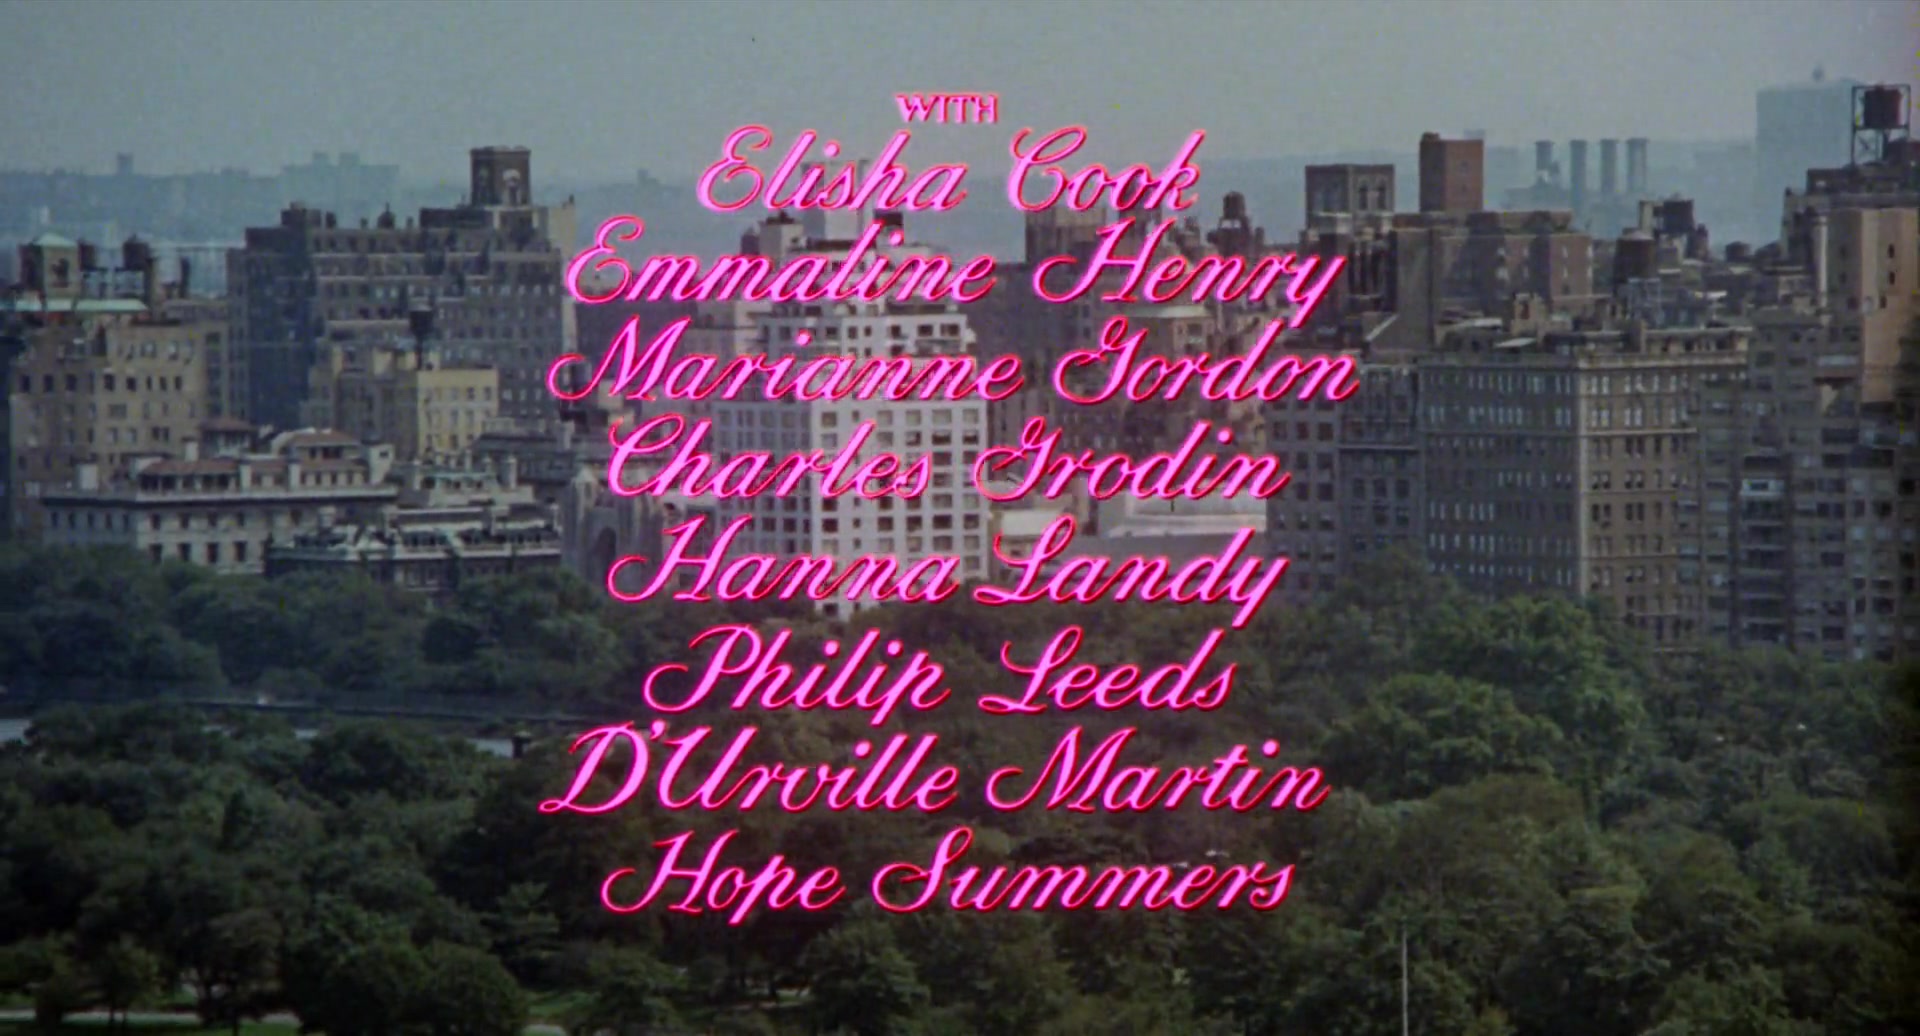 WITH
Elisha Cook
Emmaline Henry
Marianne Gordon
Charles Grodin
Hanna Landy
Philip Leeds
D'Urville Martin
Hope Summers